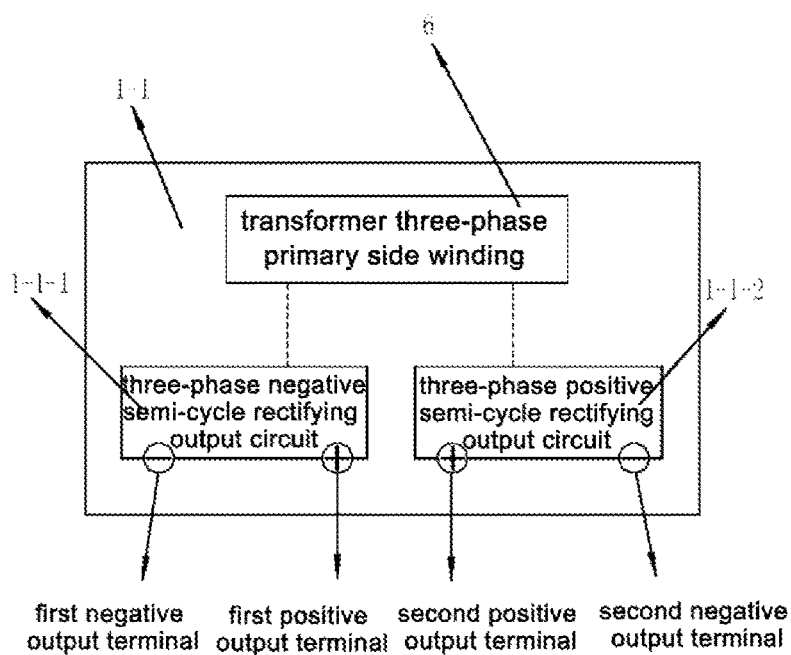 6
1-1
transformer three-phase
primary side winding
1-1-1
1-1-2
three-phase negative
semi-cycle rectifying
output circuit
three-phase positive
semi-cycle rectifying
output circuit
first negative
output terminal
first positive
output terminal
second positive
output terminal
second negative
output terminal